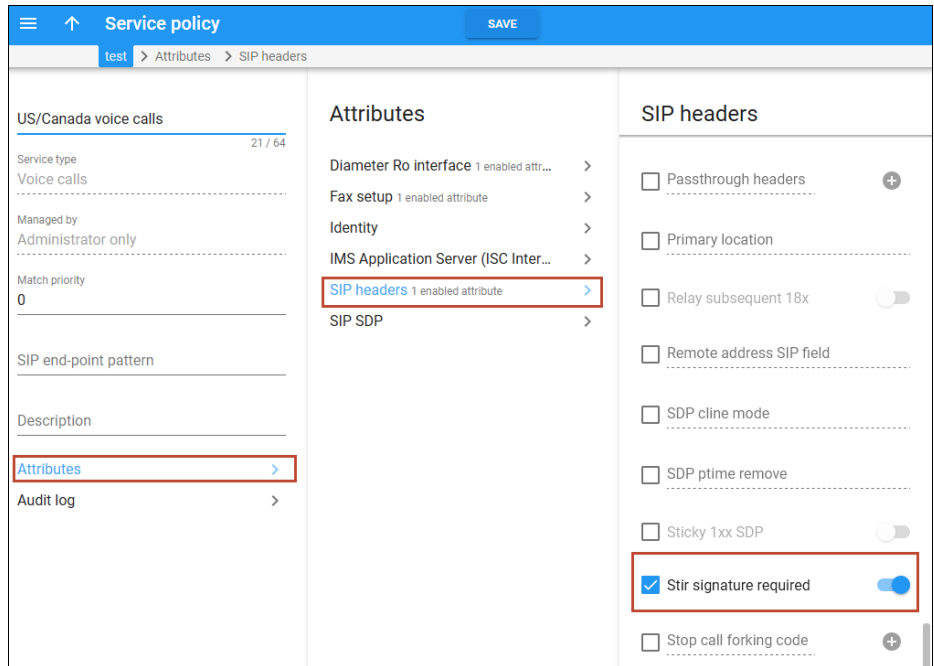 Service policy
SAVE
test > Attributes > SIP headers
US/Canada voice calls
21 / 64
Service type
Voice calls
Managed by
Administrator only
Match priority
0
SIP end-point pattern
Description
Attributes
Audit log
Attributes
Diameter Ro interface 1 enabled attr...
Fax setup 1 enabled attribute
Identity
IMS Application Server (ISC Inter...
SIP headers 1 enabled attribute
SIP SDP
SIP headers
Passthrough headers
Primary location
Relay subsequent 18x
Remote address SIP field
SDP cline mode
SDP ptime remove
Sticky 1xx SDP
Stir signature required
Stop call forking code